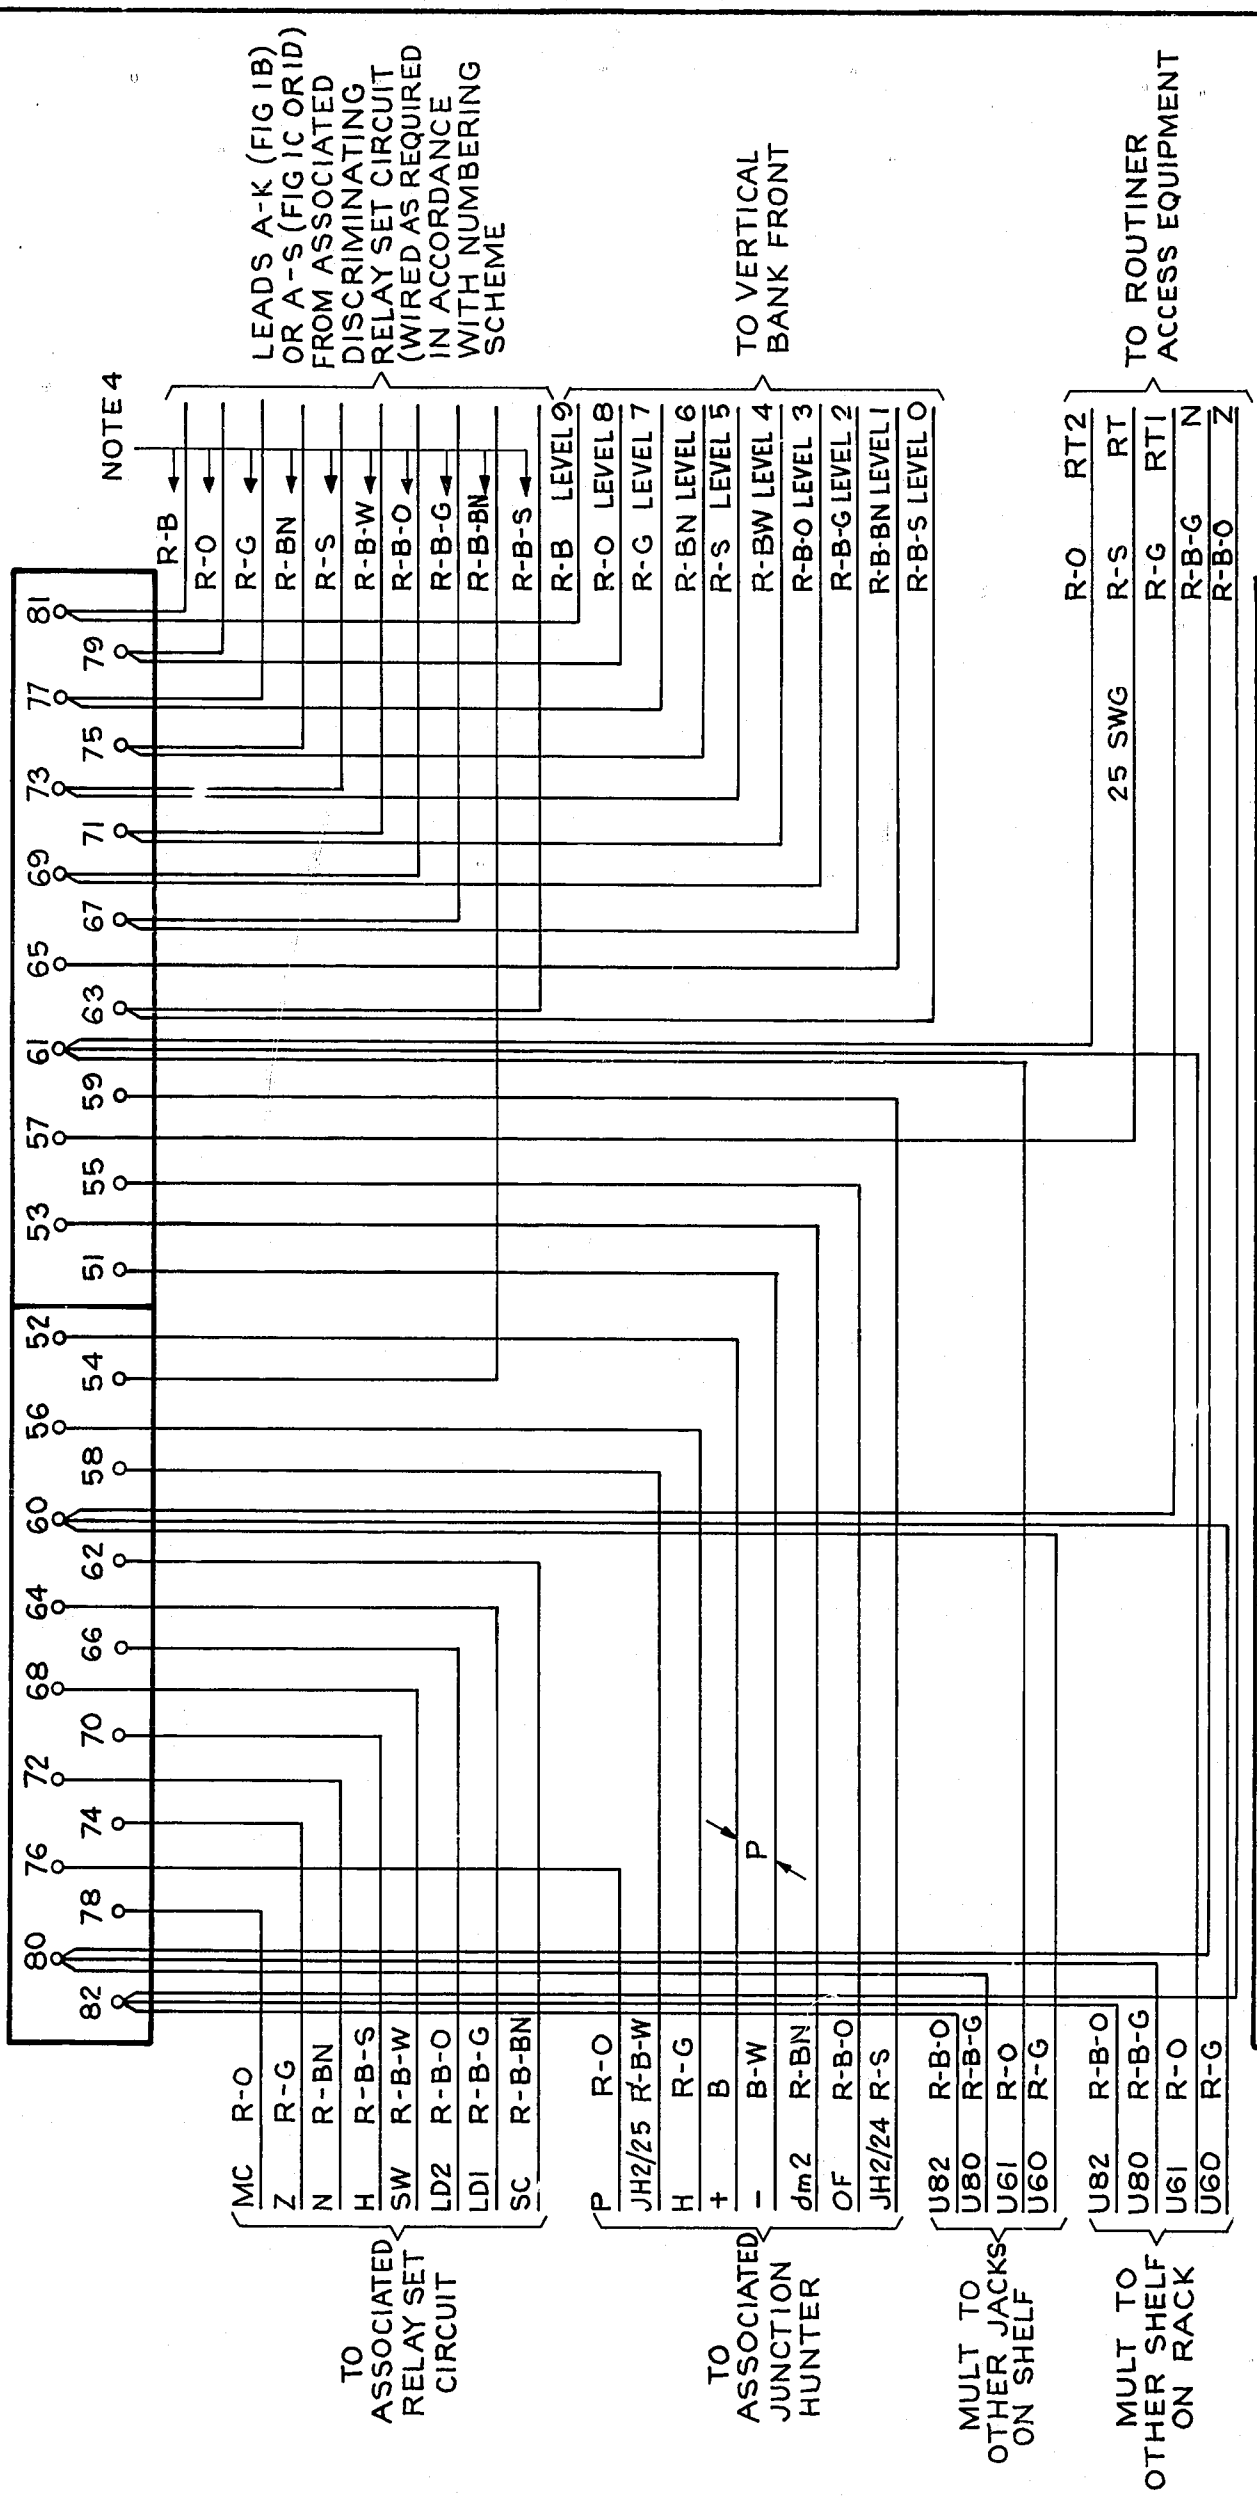 82
80
78
76
74
72
70
68
66
64
62
60
58
56
54
52
51
53
55
57
59
61
63
65
67
69
71
73
75
77
79
81
TO
ASSOCIATED
RELAY SET
CIRCUIT
MC R-O
Z R-G
N R-BN
H R-B-S
SW R-B-W
LD2 R-B-O
LD1 R-B-G
SC R-B-BN
TO
ASSOCIATED
JUNCTION
HUNTER
P R-O
JH2/25 R-B-W
H R-G
+ B
- B-W
dm2 R-BN
OF R-B-O
JH2/24 R-S
P
MULT TO
OTHER JACKS
ON SHELF
U82 R-B-O
U80 R-B-G
U61 R-O
U60 R-G
MULT TO
OTHER SHELF
ON RACK
U82 R-B-O
U80 R-B-G
U61 R-O
U60 R-G
NOTE 4
R-B
R-O
R-G
R-BN
R-S
R-B-W
R-B-O
R-B-G
R-B-BN
R-B-S
LEADS A-K (FIG 1B)
OR A-S (FIG 1C OR 1D)
FROM ASSOCIATED
DISCRIMINATING
RELAY SET CIRCUIT
(WIRED AS REQUIRED
IN ACCORDANCE
WITH NUMBERING
SCHEME
R-B LEVEL 9
R-O LEVEL 8
R-G LEVEL 7
R-BN LEVEL 6
R-S LEVEL 5
R-BW LEVEL 4
R-B-O LEVEL 3
R-B-G LEVEL 2
R-B-BN LEVEL 1
R-B-S LEVEL 0
TO VERTICAL
BANK FRONT
25 SWG
R-O RT2
R-S RT
R-G RT1
R-B-G N
R-B-O Z
TO ROUTINER
ACCESS EQUIPMENT